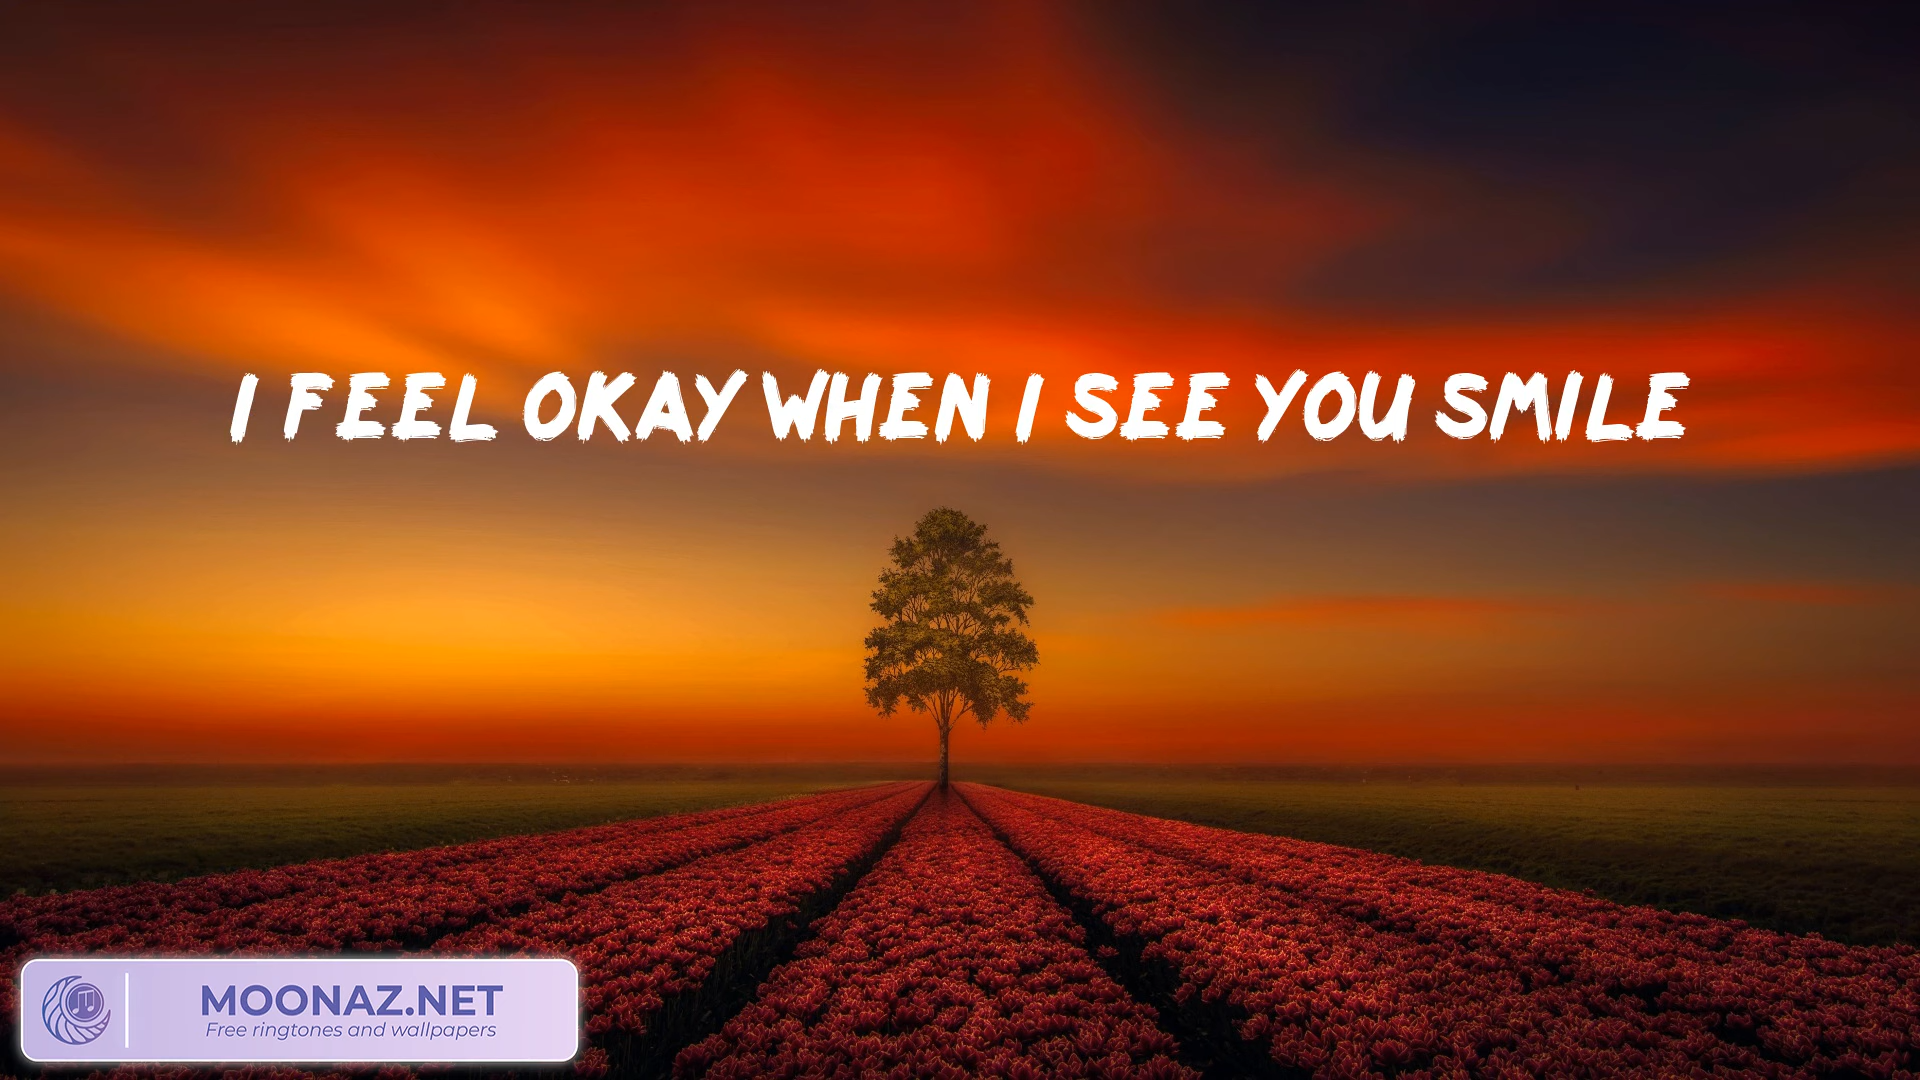 I FEEL OKAY WHEN I SEE YOU SMILE
MOONAZ.NET
Free ringtones and wallpapers